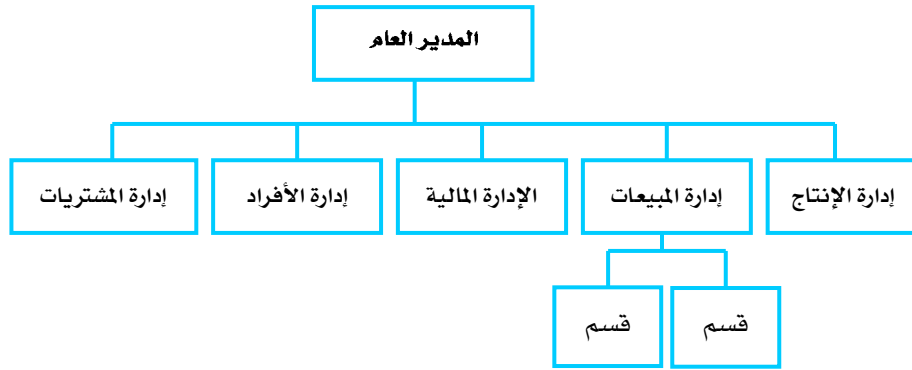 المدير العام
إدارة الإنتاج
إدارة المبيعات
الإدارة المالية
إدارة الأفراد
إدارة المشتريات
قسم
قسم